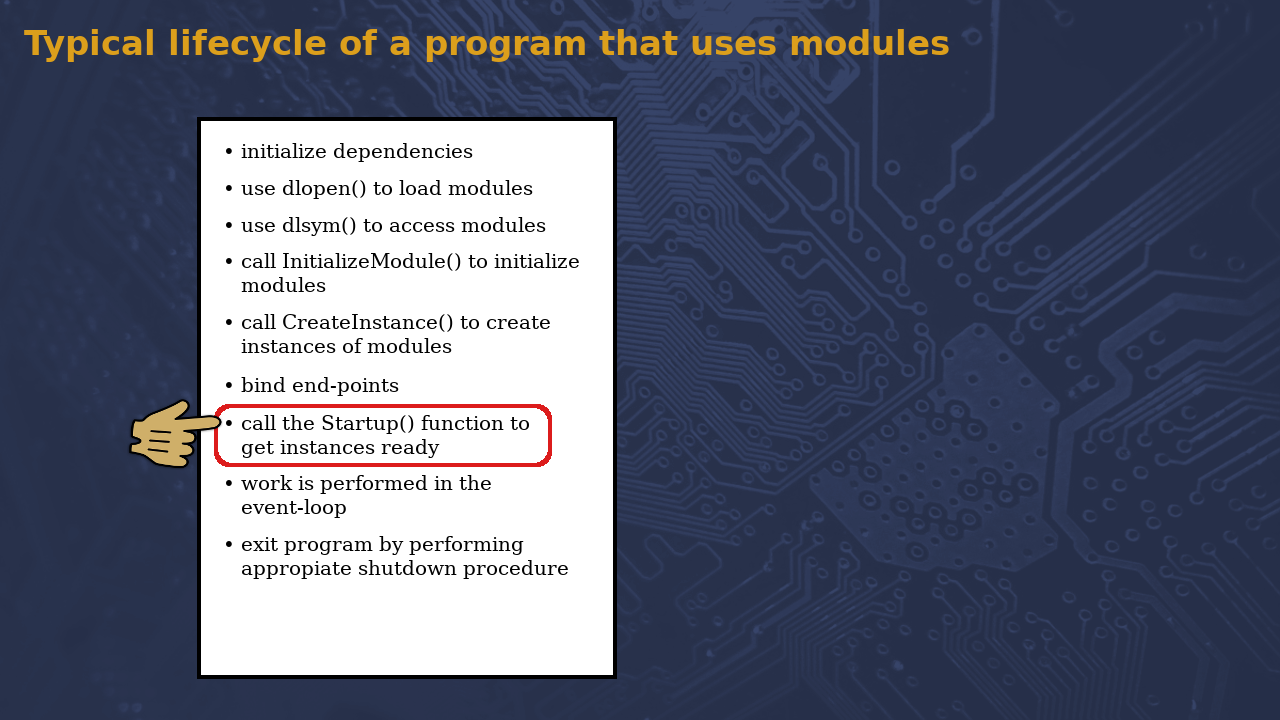 Typical lifecycle of a program that uses modules
• initialize dependencies
• use dlopen() to load modules
• use dlsym() to access modules
• call InitializeModule() to initialize
modules
• call CreateInstance() to create
instances of modules
• bind end-points
• call the Startup() function to
get instances ready
• work is performed in the
event-loop
• exit program by performing
appropiate shutdown procedure